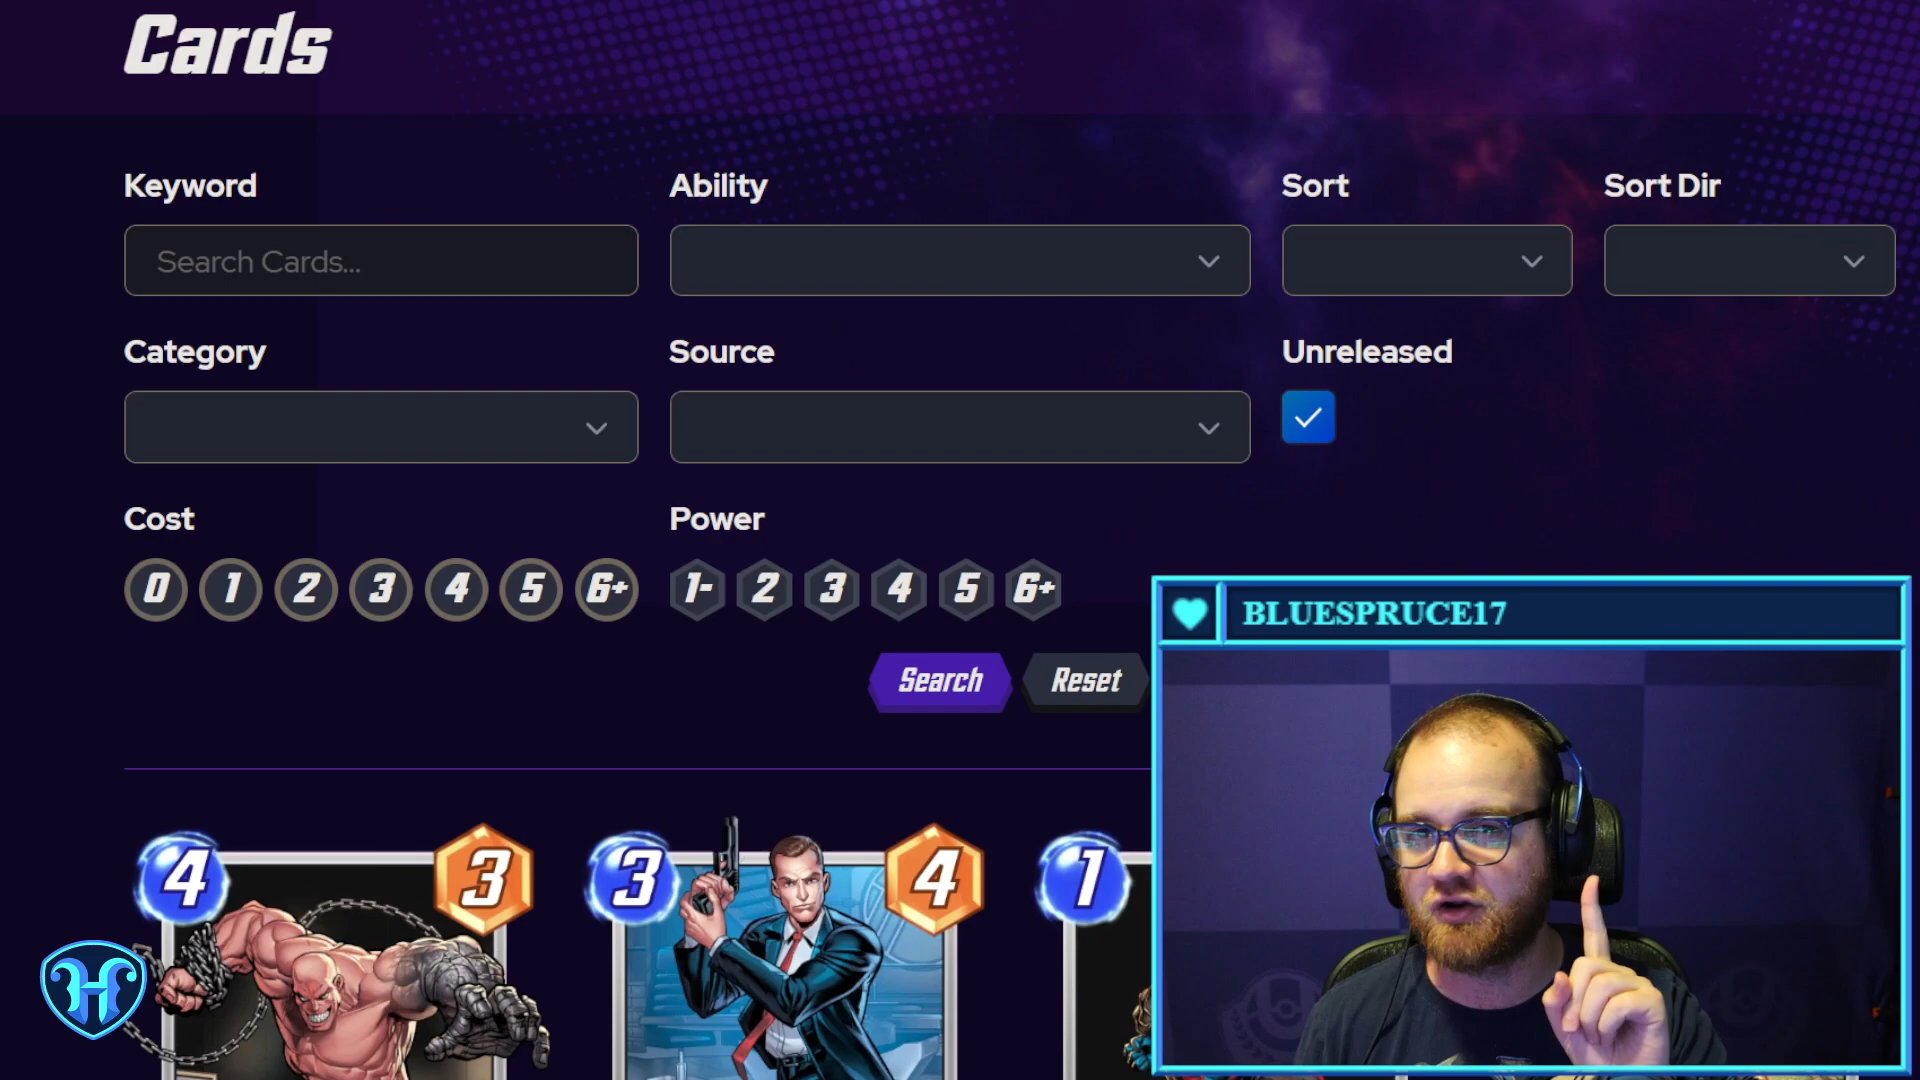 Cards
Keyword
Ability
Sort
Sort Dir
Search Cards...
Category
Source
Unreleased
Cost
Power
0 1 2 3 4 5 6+
1- 2 3 4 5 6+
Search
Reset
BLUESPRUCE17
4
3
3
4
1
H